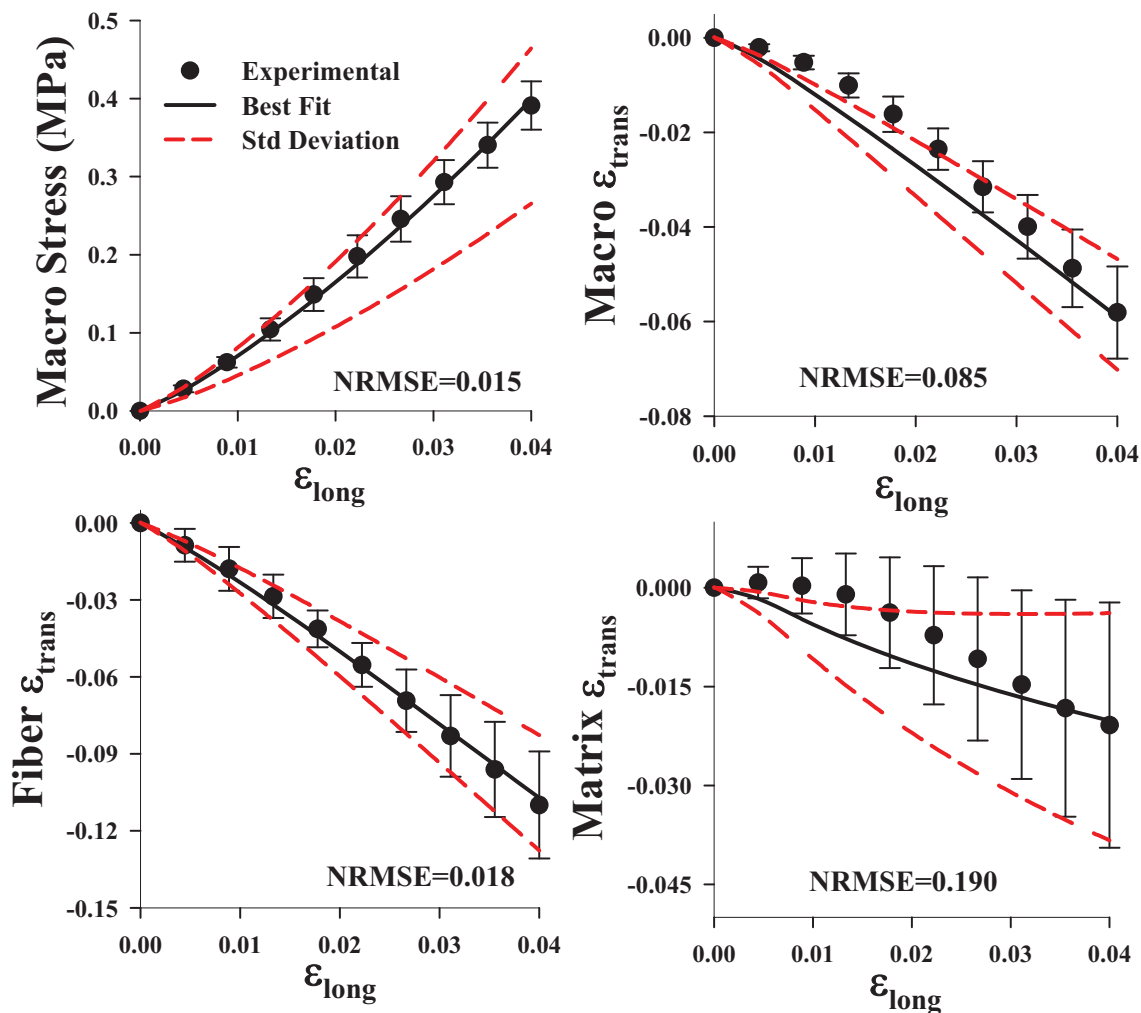 Macro Stress (MPa)
0.5
0.4
0.3
0.2
0.1
0.0
Experimental
Best Fit
Std Deviation
NRMSE=0.015
0.00 0.01 0.02 0.03 0.04
εlong
Macro εtrans
0.00
-0.02
-0.04
-0.06
-0.08
NRMSE=0.085
0.00 0.01 0.02 0.03 0.04
εlong
Fiber εtrans
0.00
-0.03
-0.06
-0.09
-0.12
-0.15
NRMSE=0.018
0.00 0.01 0.02 0.03 0.04
εlong
Matrix εtrans
0.000
-0.015
-0.030
-0.045
NRMSE=0.190
0.00 0.01 0.02 0.03 0.04
εlong